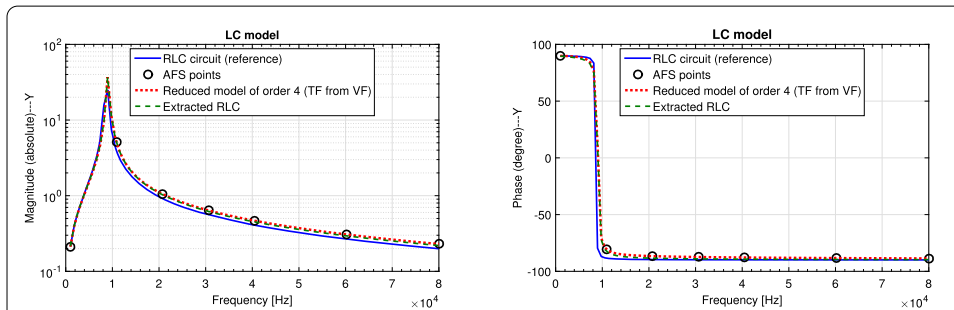 LC model
RLC circuit (reference)
AFS points
Reduced model of order 4 (TF from VF)
Extracted RLC
Magnitude (absolute)---Y
10^2
10^1
10^0
10^-1
0 1 2 3 4 5 6 7 8
Frequency [Hz]
×10^4
LC model
RLC circuit (reference)
AFS points
Reduced model of order 4 (TF from VF)
Extracted RLC
Phase (degree)---Y
100
50
0
-50
-100
0 1 2 3 4 5 6 7 8
Frequency [Hz]
×10^4